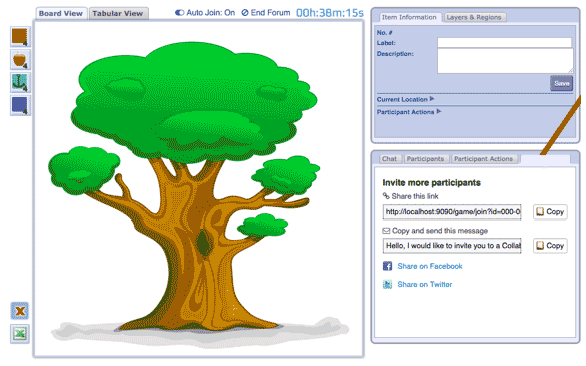 Board View
Tabular View
Auto Join: On
End Forum
00h:38m:15s
Item Information
Layers & Regions
No. #
Label:
Description:
Save
Current Location
Participant Actions
Chat
Participants
Participant Actions
Invite more participants
Share this link
http://localhost:9090/game/join?id=000-0
Copy
Copy and send this message
Hello, I would like to invite you to a Collab
Copy
Share on Facebook
Share on Twitter